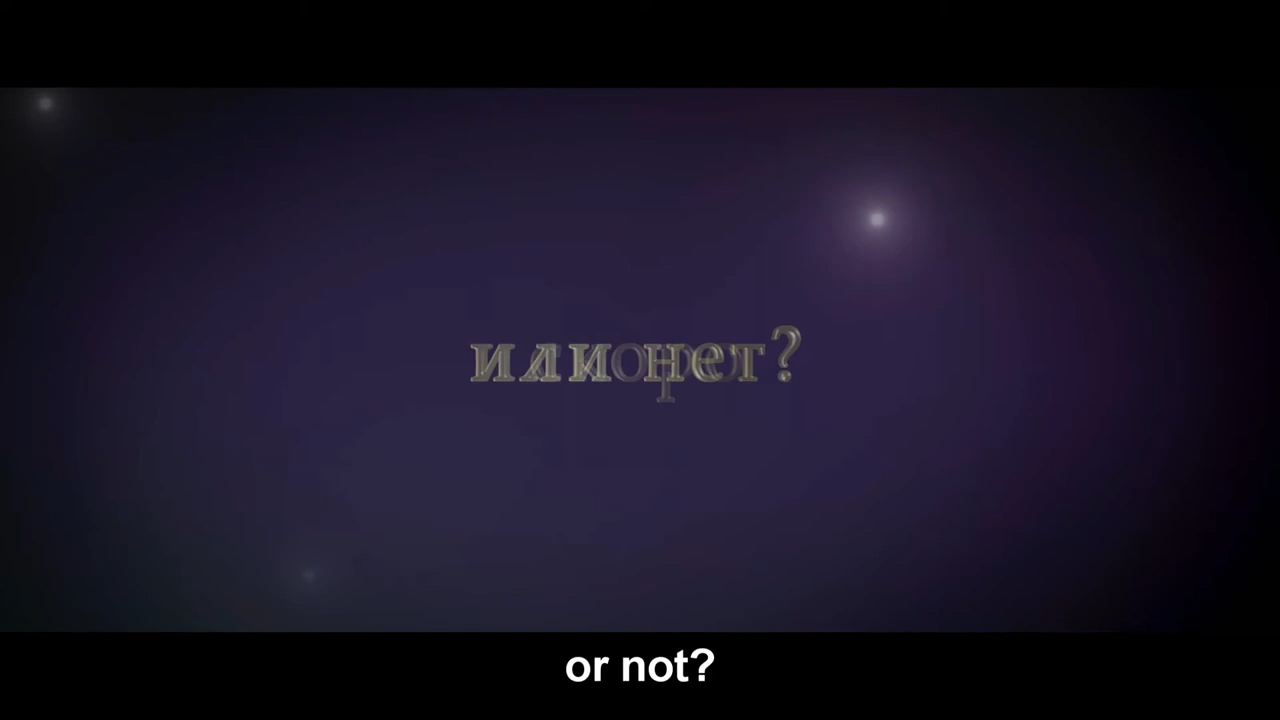 или нет?
or not?